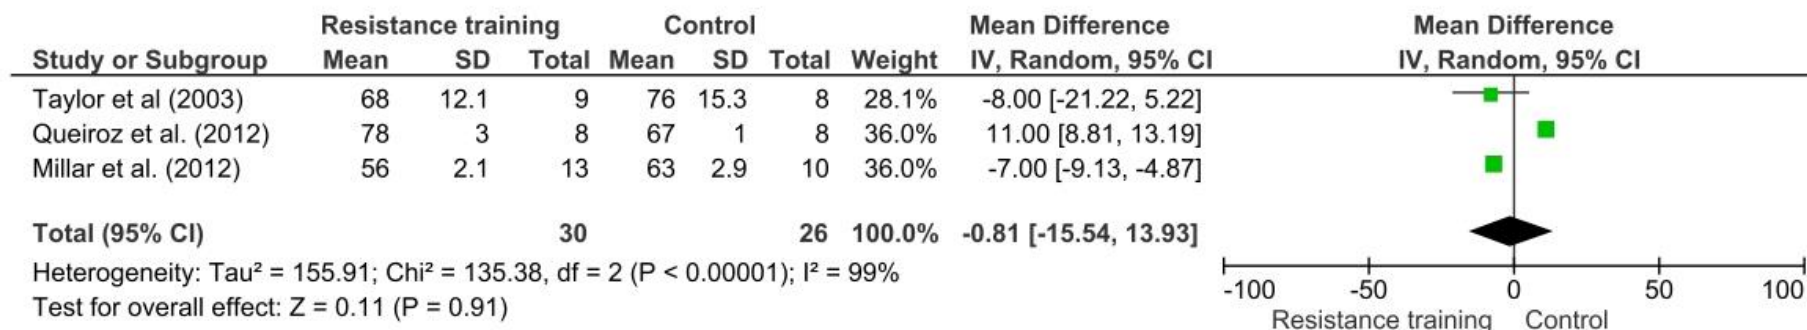 Resistance training Control Mean Difference Mean Difference
Study or Subgroup Mean SD Total Mean SD Total Weight IV, Random, 95% CI IV, Random, 95% CI
Taylor et al (2003) 68 12.1 9 76 15.3 8 28.1% -8.00 [-21.22, 5.22]
Queiroz et al. (2012) 78 3 8 67 1 8 36.0% 11.00 [8.81, 13.19]
Millar et al. (2012) 56 2.1 13 63 2.9 10 36.0% -7.00 [-9.13, -4.87]
Total (95% CI) 30 26 100.0% -0.81 [-15.54, 13.93]
Heterogeneity: Tau² = 155.91; Chi² = 135.38, df = 2 (P < 0.00001); I² = 99%
Test for overall effect: Z = 0.11 (P = 0.91)
-100 -50 0 50 100
Resistance training Control